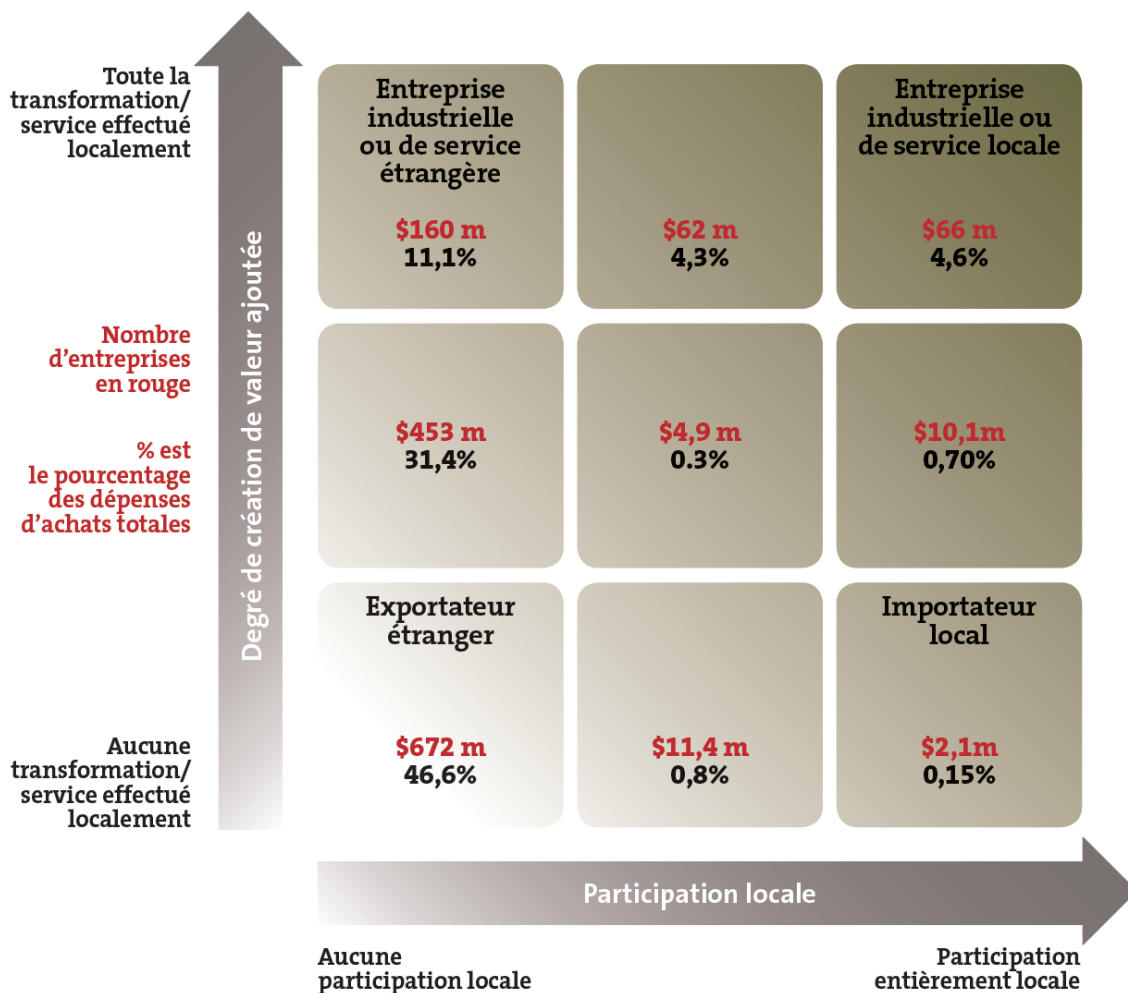 Toute la
transformation/
service effectué
localement
Entreprise
industrielle
ou de service
étrangère
$160 m
11,1%
$62 m
4,3%
Entreprise
industrielle ou
de service locale
$66 m
4,6%
Degré de création de valeur ajoutée
Nombre
d’entreprises
en rouge
% est
le pourcentage
des dépenses
d’achats totales
$453 m
31,4%
$4,9 m
0.3%
$10,1m
0,70%
Aucune
transformation/
service effectué
localement
Exportateur
étranger
$672 m
46,6%
$11,4 m
0,8%
Importateur
local
$2,1m
0,15%
Participation locale
Aucune
participation locale
Participation
entièrement locale